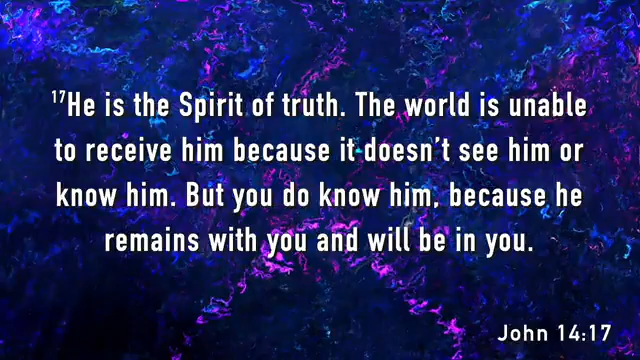 ¹⁷He is the Spirit of truth. The world is unable
to receive him because it doesn’t see him or
know him. But you do know him, because he
remains with you and will be in you.
John 14:17